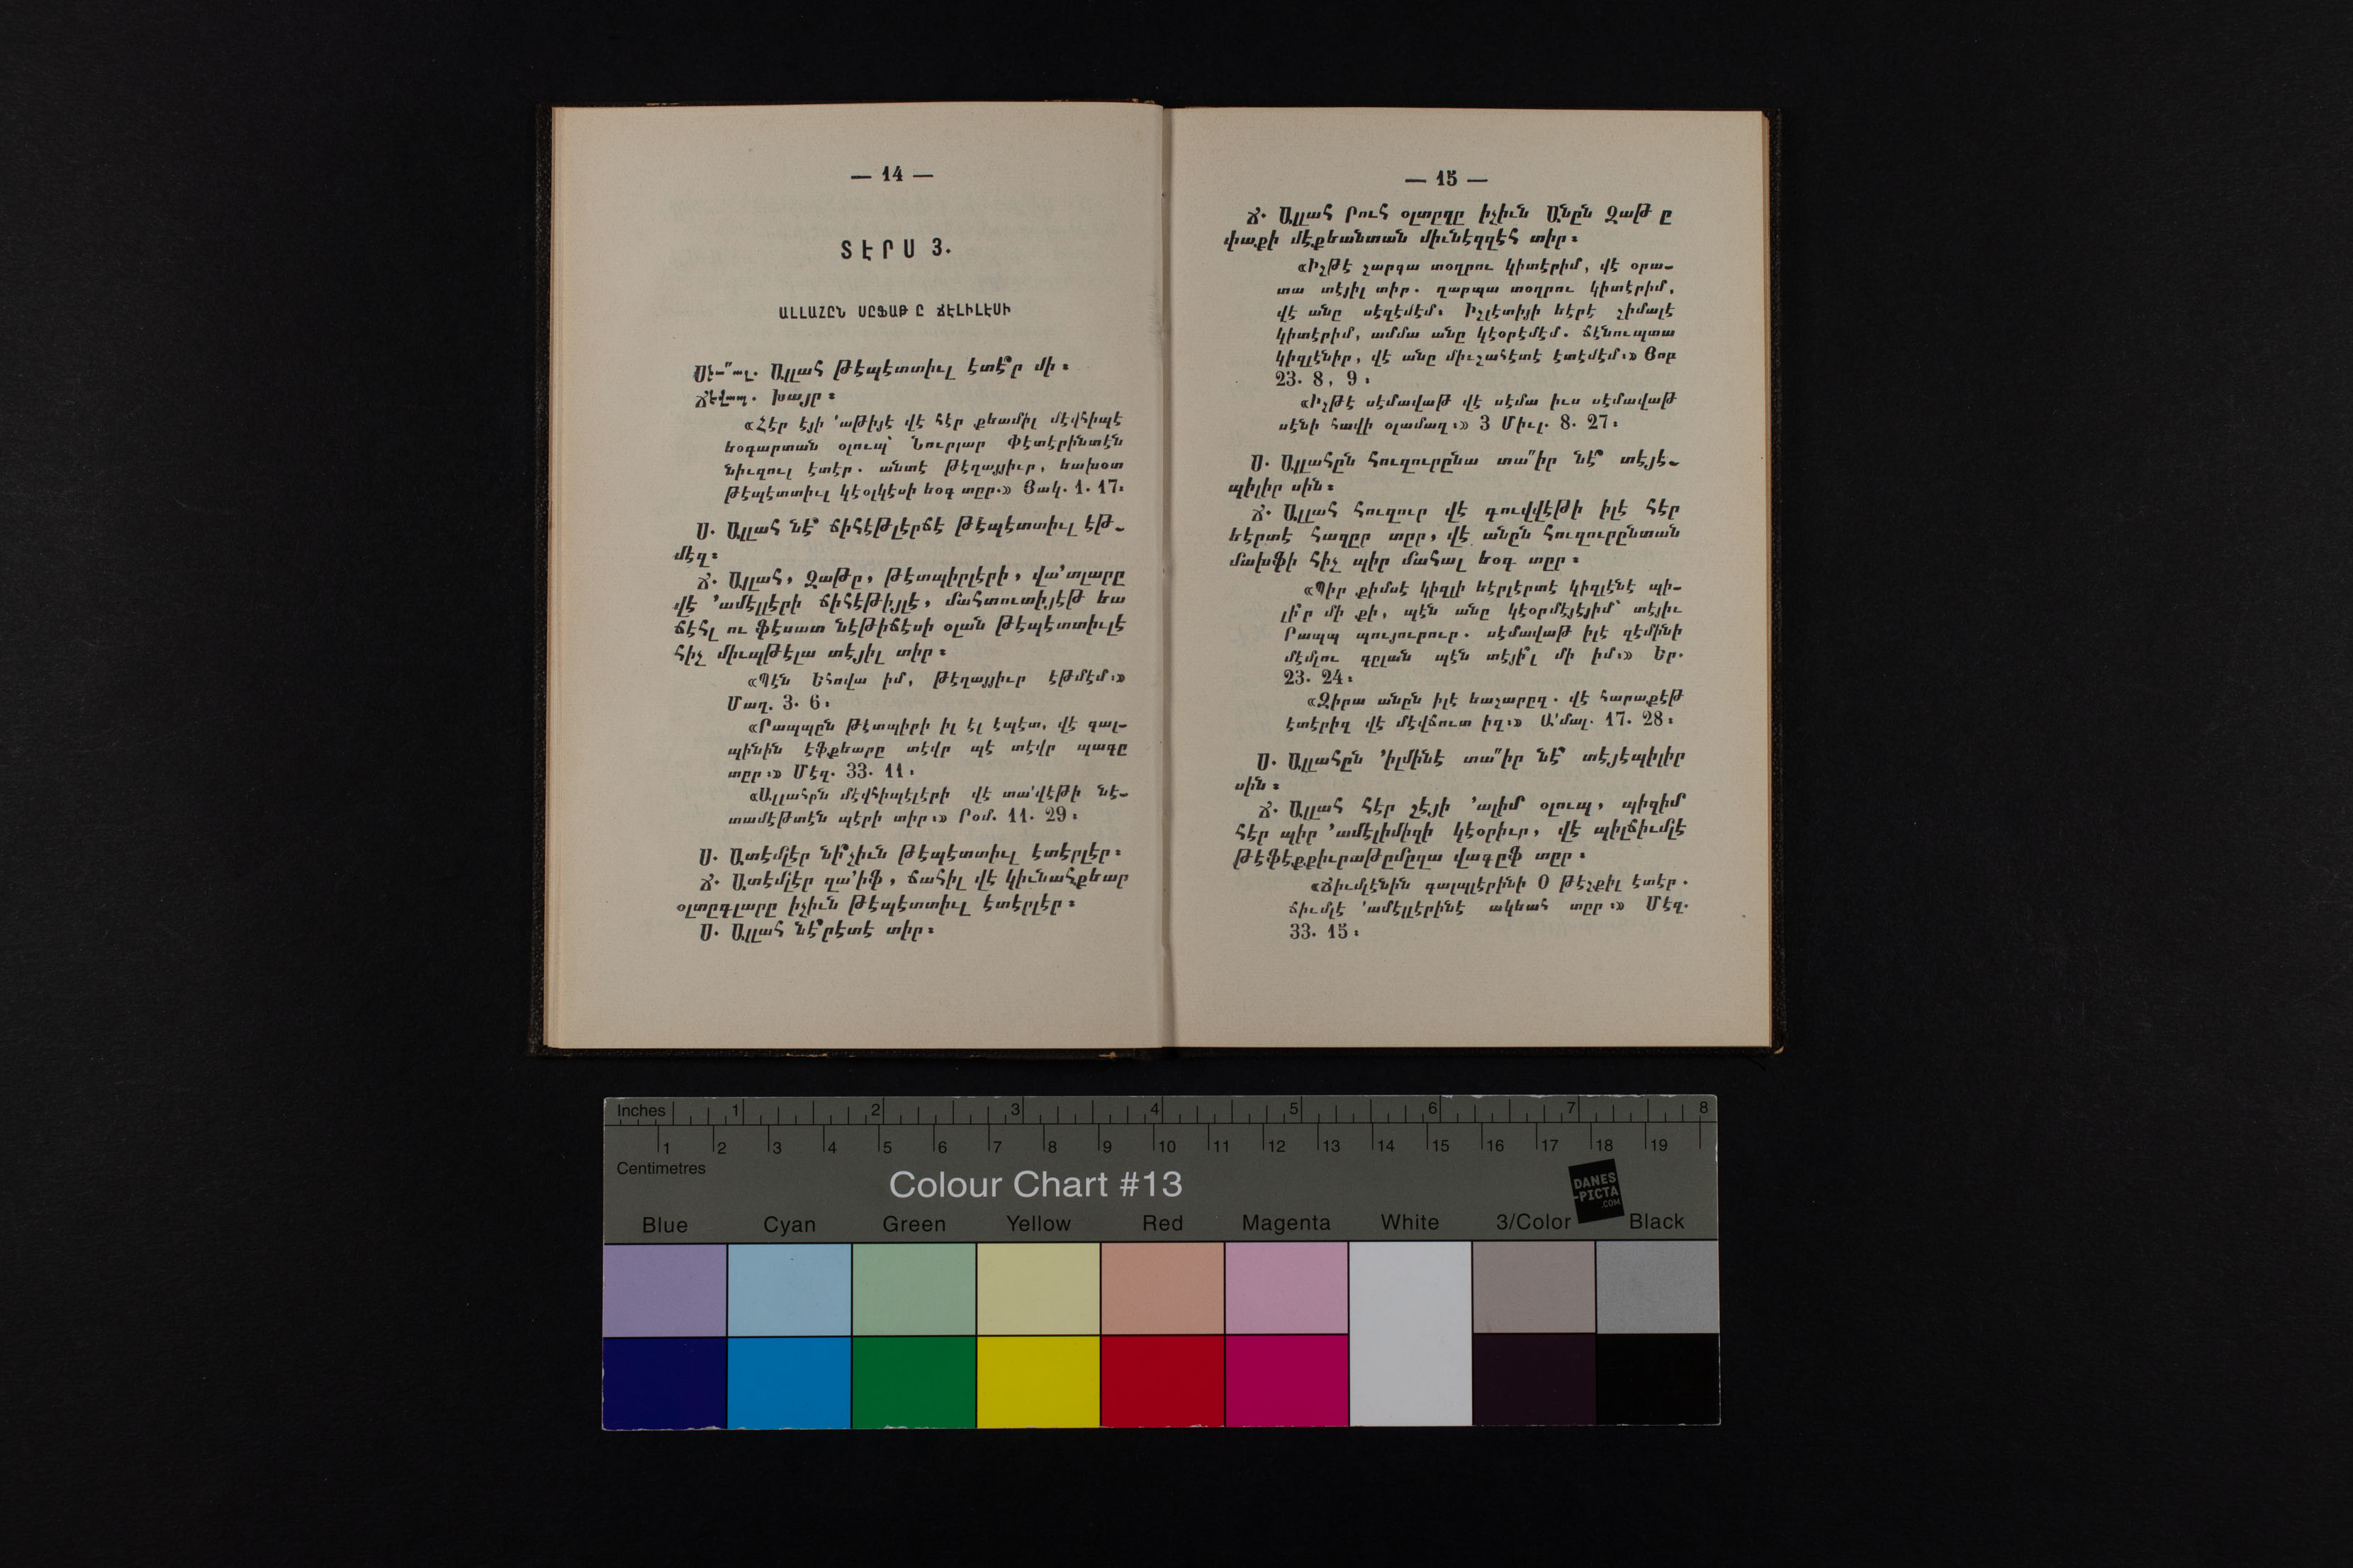 — 14 —
ՏԷՐՍ 3.
ԱԼԼԱՀԸՆ ՍԸՖԱԹ Ը ՃԷԼԻԼԷՍԻ
Սէ՜՞ալ. Ալլահ թէպէտտիւլ էտէ՞ր մի։
Ճէվապ. Խայր։
«Հէր էյի ՚աթիյէ վէ հէր քեամիլ մէվհիպէ
եօգարտան օլուպ՝ Նուրլար Փէտէրինտէն
նիւզուլ էտէր. անտէ թէղայյիւր, եախօտ
թէպէտտիւլ կէօլկէսի եօգ տըր.» Յակ. 1. 17։
Ս. Ալլահ նէ՞ ճիհէթլէրճէ թէպէտտիւլ էթ-
մէզ։
Ճ. Ալլահ, Զաթը, թէտպիրլէրի, վա՚տլարը
վէ ՚ամէլլէրի ճիհէթիյլէ, մահտուտիյէթ եա
ճէհլ ու ֆէսատ նէթիճէսի օլան թէպէտտիւլէ
հիչ միւպթէլա տէյիլ տիր։
«Պէն Եհովա իմ, թէղայյիւր էթմէմ։»
Մաղ. 3. 6։
«Րապպըն թէտպիրի իլ էլ էպէտ, վէ գալ-
պինին էֆքեարը տէվր պէ տէվր պագը
տըր։» Մէզ. 33. 11։
«Ալլահըն մէվհիպէլէրի վէ տա՚վէթի նէ-
տամէթտէն պէրի տիր։» Րօմ. 11. 29։
Ս. Ատէմլէր նի՞չիւն թէպէտտիւլ էտէրլէր։
Ճ. Ատէմլէր զա՚իֆ, ճահիլ վէ կիւնահքեար
օլտըգլարը իչիւն թէպէտտիւլ էտէրլէր։
Ս. Ալլահ նէ՞րէտէ տիր։
— 15 —
Ճ. Ալլահ Րուհ օլտըղը իչիւն Անըն Զաթ ը
փաքի մէքեանտան միւնէզզէհ տիր։
«Իշթէ շարգա տօղրու կիտէրիմ, վէ օրա-
տա տէյիլ տիր. ղարպա տօղրու կիտէրիմ,
վէ անը սէզէմէմ։ Իշլէտիյի եէրէ շիմալէ
կիտէրիմ, ամմա անը կէօրէմէմ. ճէնուպտա
կիզլէնիր, վէ անը միւշահէտէ էտէմէմ։» Յոբ
23. 8, 9։
«Իշթէ սէմավաթ վէ սէմա իւս սէմավաթ
սէնի հավի օլամազ։» 3 Միւլ. 8. 27։
Ս. Ալլահըն հուզուրընա տա՞իր նէ՞ տէյէ-
պիլիր սին։
Ճ. Ալլահ հուզուր վէ գուվվէթի իլէ հէր
եէրտէ հազըր տըր, վէ անըն հուզուրընտան
մախֆի հիչ պիր մահալ եօգ տըր։
«Պիր քիմսէ կիզլի եէրլէրտէ կիզլէնէ պի-
լի՞ր մի քի, պէն անը կէօրմէյէյիմ՝ տէյիւ
Րապպ պույուրուր. սէմավաթ իլէ զէմինի
մէմլու գըլան պէն տէյի՞լ մի իմ։» Եր.
23. 24։
«Զիրա անըն իլէ եաշարըզ. վէ հարաքէթ
էտէրիզ վէ մէվճուտ իզ։» Ա՚մալ. 17. 28։
Ս. Ալլահըն ՚իլմինէ տա՞իր նէ՞ տէյէպիլիր
սին։
Ճ. Ալլահ հէր շէյի ՚ալիմ օլուպ, պիզիմ
հէր պիր ՚ամէլիմիզի կէօրիւր, վէ պիլճիւմլէ
թէֆէքքիւրաթըմըզա վագըֆ տըր։
«Ճիւմլէնին գալպլէրինի Օ թէշքիլ էտէր.
ճիւմլէ ՚ամէլլէրինէ ակեահ տըր։» Մէզ.
33. 15։
Inches 1 2 3 4 5 6 7 8
1 2 3 4 5 6 7 8 9 10 11 12 13 14 15 16 17 18 19
Centimetres
Colour Chart #13
DANES
-PICTA
.COM
Blue Cyan Green Yellow Red Magenta White 3/Color Black